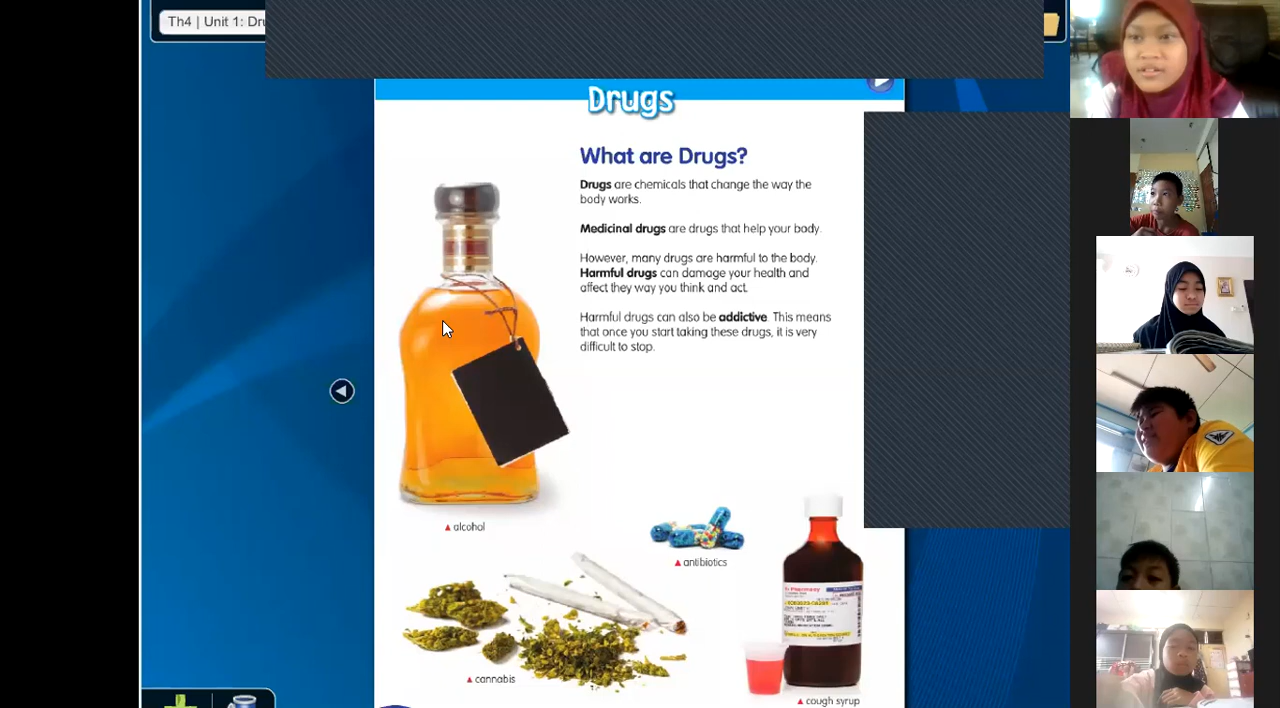 Th4 | Unit 1: Dru
Drugs
What are Drugs?
Drugs are chemicals that change the way the
body works.
Medicinal drugs are drugs that help your body.
However, many drugs are harmful to the body.
Harmful drugs can damage your health and
affect they way you think and act.
Harmful drugs can also be addictive. This means
that once you start taking these drugs, it is very
difficult to stop.
▲ alcohol
▲ antibiotics
▲ cannabis
▲ cough syrup